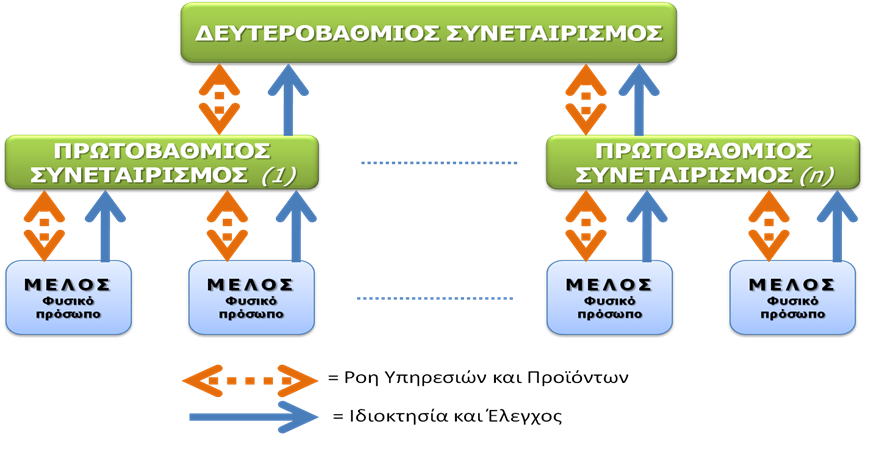 ΔΕΥΤΕΡΟΒΑΘΜΙΟΣ ΣΥΝΕΤΑΙΡΙΣΜΟΣ
ΠΡΩΤΟΒΑΘΜΙΟΣ
ΣΥΝΕΤΑΙΡΙΣΜΟΣ (1)
ΠΡΩΤΟΒΑΘΜΙΟΣ
ΣΥΝΕΤΑΙΡΙΣΜΟΣ (n)
ΜΕΛΟΣ
Φυσικό
πρόσωπο
ΜΕΛΟΣ
Φυσικό
πρόσωπο
ΜΕΛΟΣ
Φυσικό
πρόσωπο
ΜΕΛΟΣ
Φυσικό
πρόσωπο
= Ροη Υπηρεσιών και Προϊόντων
= Ιδιοκτησία και Έλεγχος